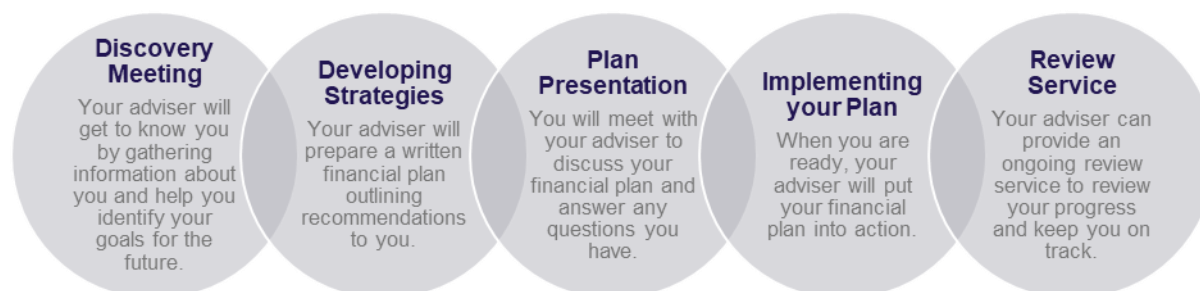 Discovery
Meeting
Your adviser will
get to know you
by gathering
information about
you and help you
identify your
goals for the
future.
Developing
Strategies
Your adviser will
prepare a written
financial plan
outlining
recommendations
to you.
Plan
Presentation
You will meet with
your adviser to
discuss your
financial plan and
answer any
questions you
have.
Implementing
your Plan
When you are
ready, your
adviser will put
your financial
plan into action.
Review
Service
Your adviser can
provide an
ongoing review
service to review
your progress
and keep you on
track.